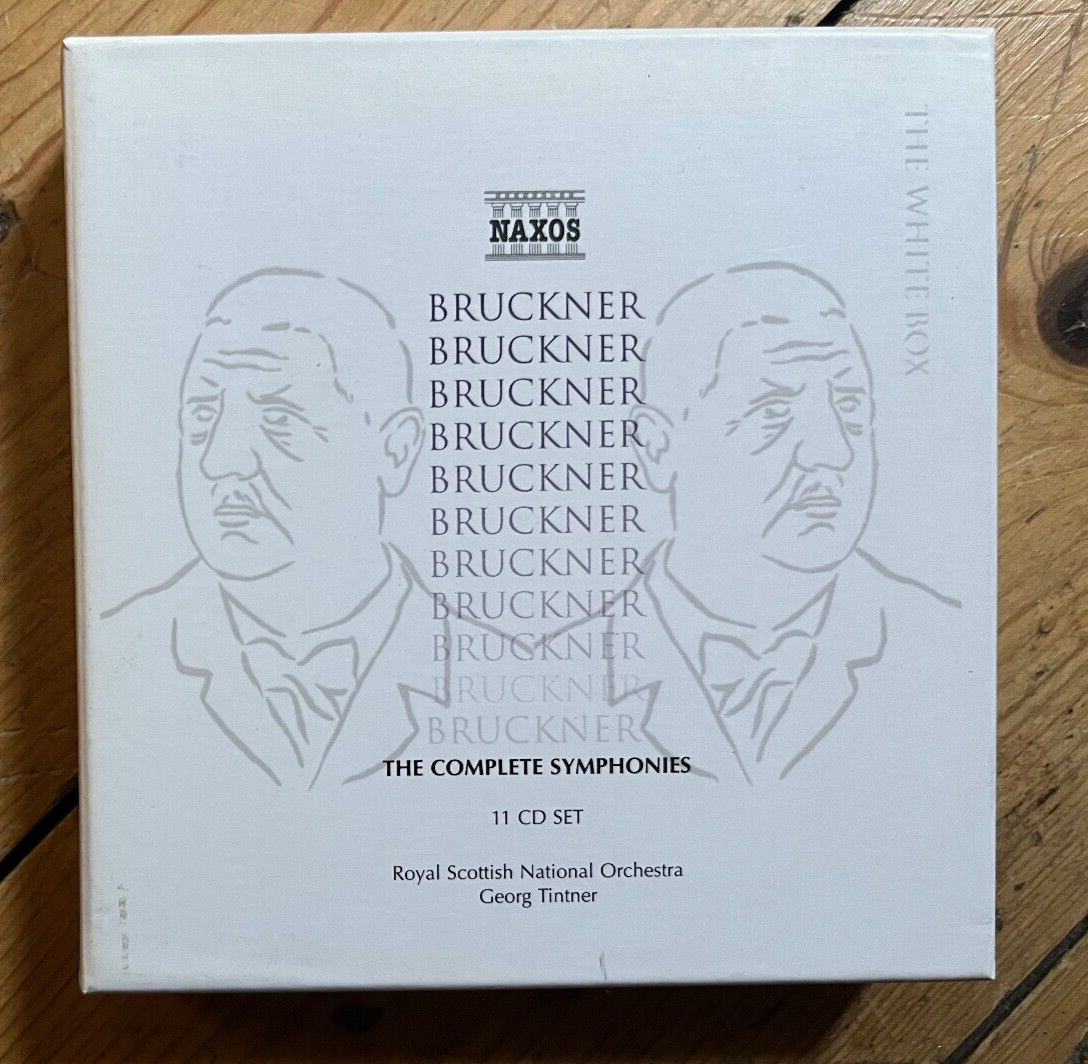 THE WHITE BOX
NAXOS
BRUCKNER
BRUCKNER
BRUCKNER
BRUCKNER
BRUCKNER
BRUCKNER
BRUCKNER
BRUCKNER
BRUCKNER
BRUCKNER
BRUCKNER
THE COMPLETE SYMPHONIES
11 CD SET
Royal Scottish National Orchestra
Georg Tintner